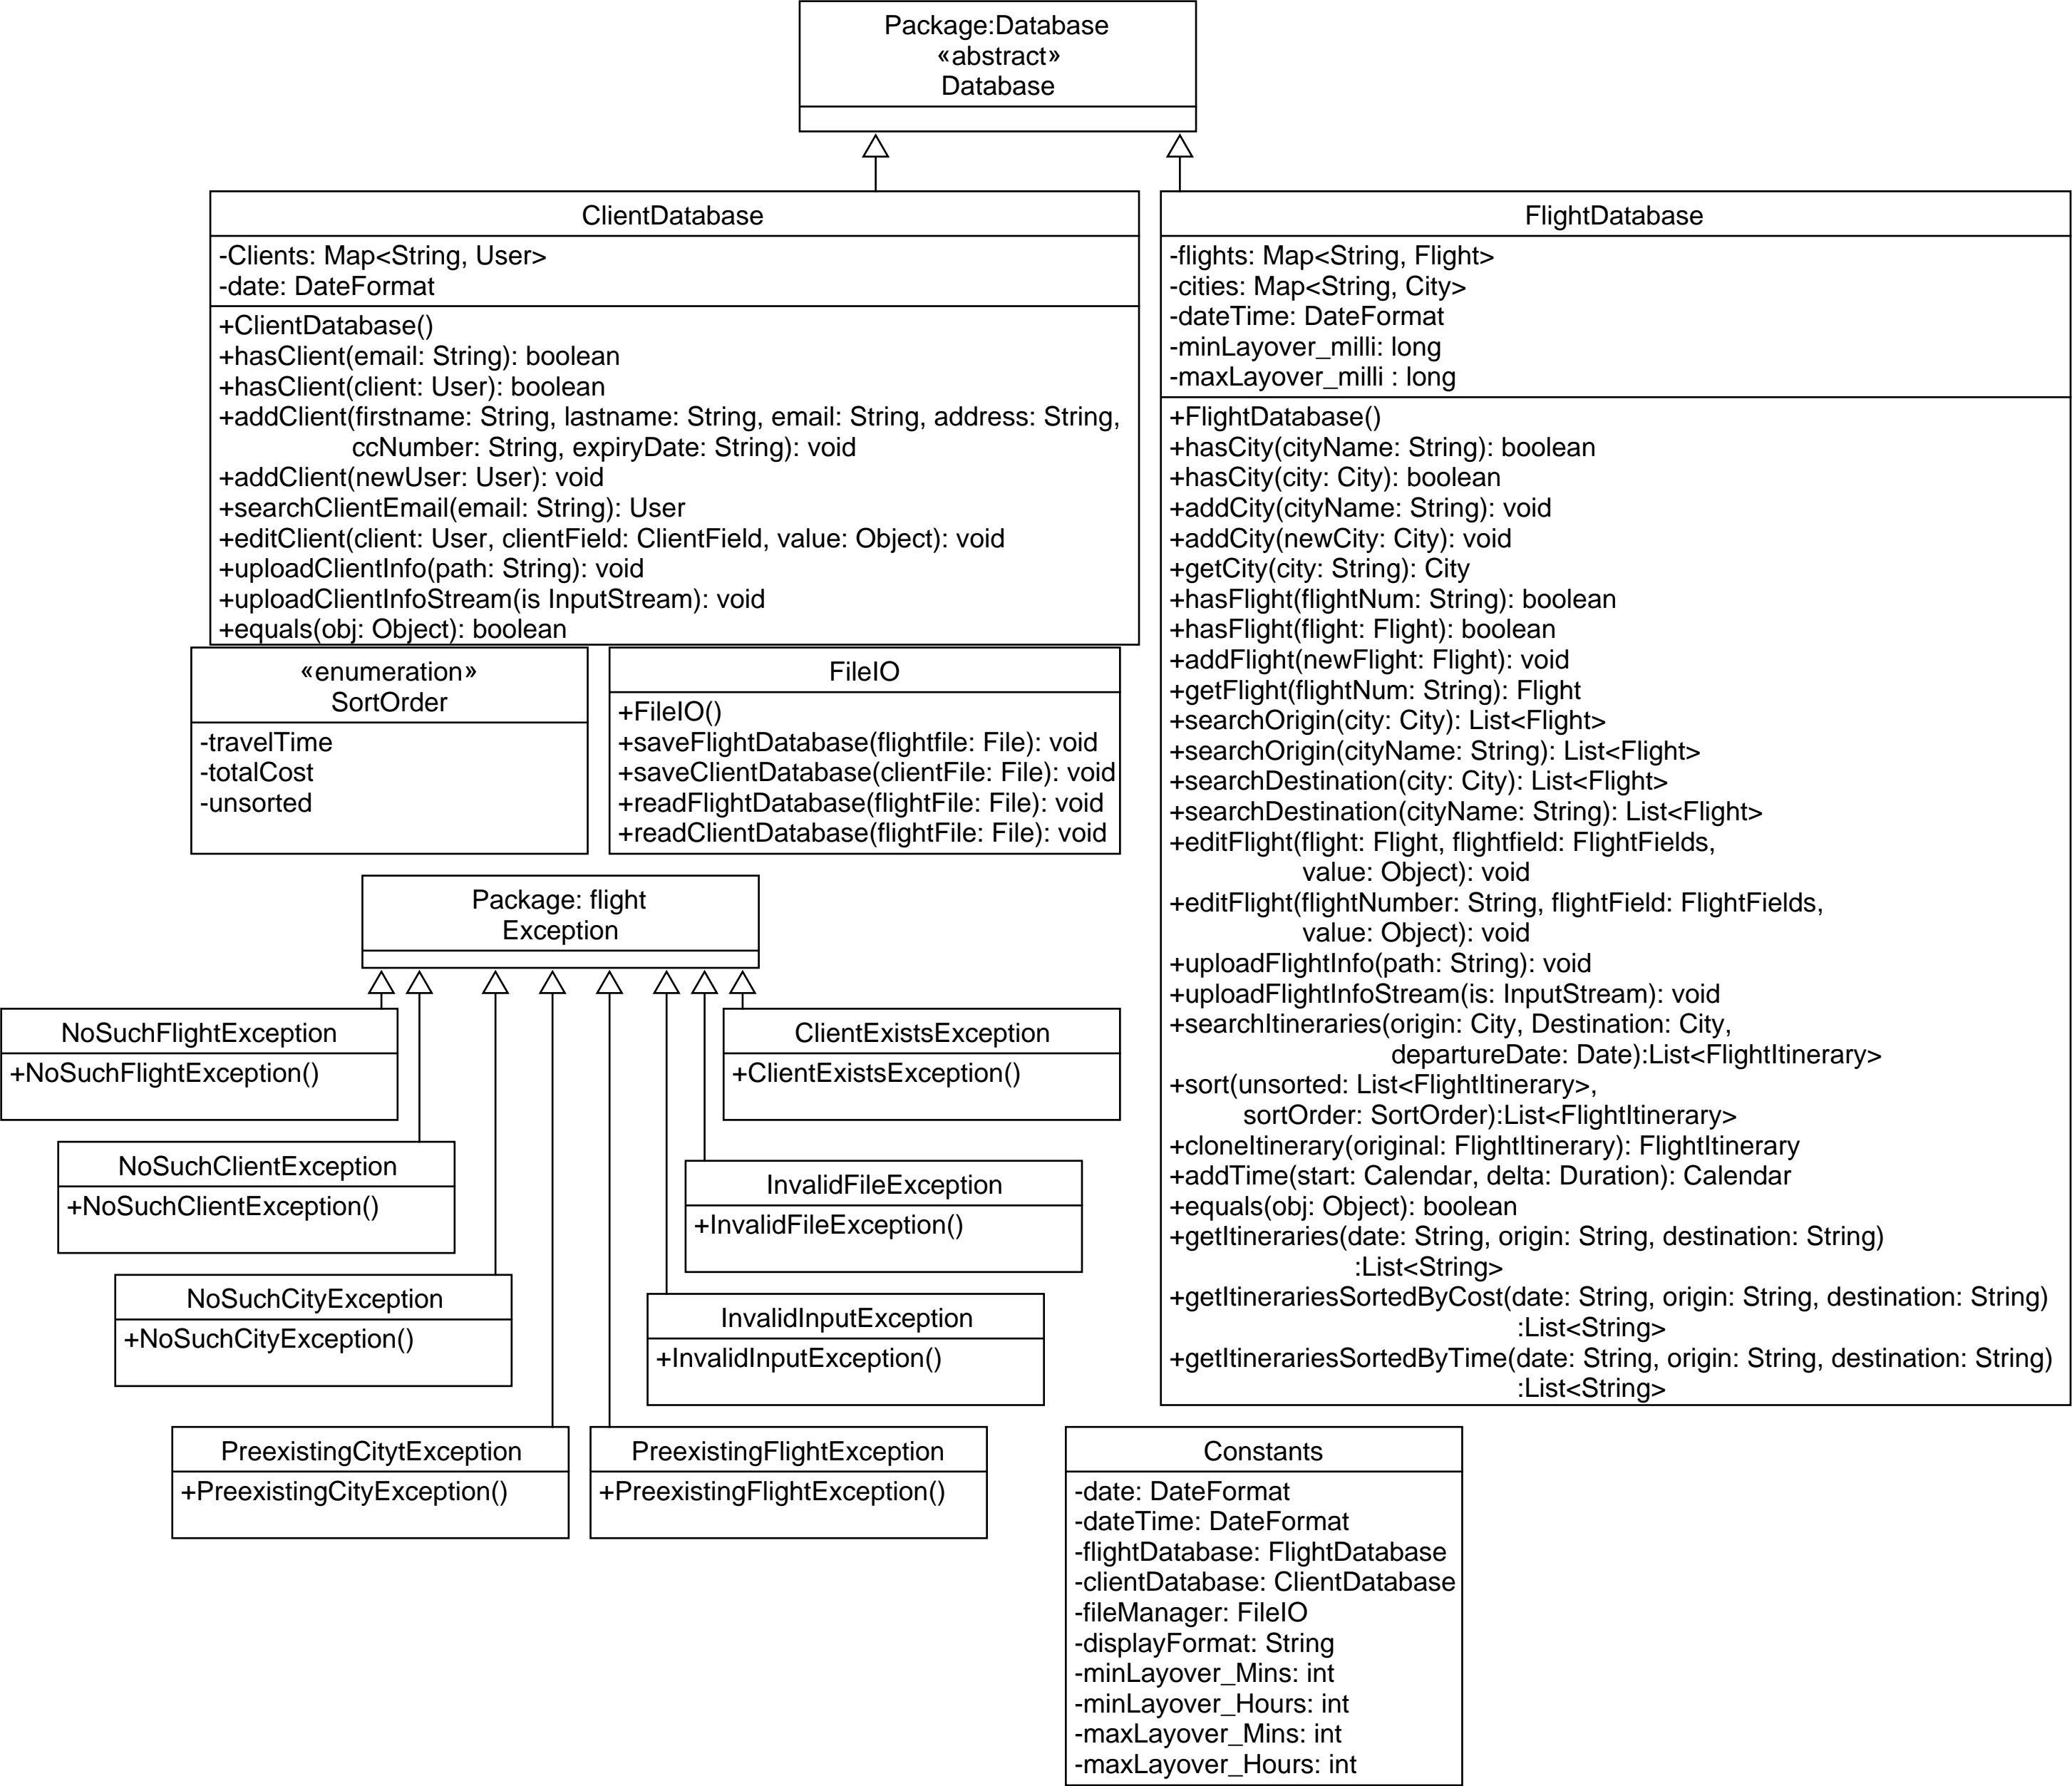 Package:Database
«abstract»
Database
ClientDatabase
-Clients: Map<String, User>
-date: DateFormat
+ClientDatabase()
+hasClient(email: String): boolean
+hasClient(client: User): boolean
+addClient(firstname: String, lastname: String, email: String, address: String,
ccNumber: String, expiryDate: String): void
+addClient(newUser: User): void
+searchClientEmail(email: String): User
+editClient(client: User, clientField: ClientField, value: Object): void
+uploadClientInfo(path: String): void
+uploadClientInfoStream(is InputStream): void
+equals(obj: Object): boolean
FlightDatabase
-flights: Map<String, Flight>
-cities: Map<String, City>
-dateTime: DateFormat
-minLayover_milli: long
-maxLayover_milli : long
+FlightDatabase()
+hasCity(cityName: String): boolean
+hasCity(city: City): boolean
+addCity(cityName: String): void
+addCity(newCity: City): void
+getCity(city: String): City
+hasFlight(flightNum: String): boolean
+hasFlight(flight: Flight): boolean
+addFlight(newFlight: Flight): void
+getFlight(flightNum: String): Flight
+searchOrigin(city: City): List<Flight>
+searchOrigin(cityName: String): List<Flight>
+searchDestination(city: City): List<Flight>
+searchDestination(cityName: String): List<Flight>
+editFlight(flight: Flight, flightfield: FlightFields,
value: Object): void
+editFlight(flightNumber: String, flightField: FlightFields,
value: Object): void
+uploadFlightInfo(path: String): void
+uploadFlightInfoStream(is: InputStream): void
+searchItineraries(origin: City, Destination: City,
departureDate: Date):List<FlightItinerary>
+sort(unsorted: List<FlightItinerary>,
sortOrder: SortOrder):List<FlightItinerary>
+cloneItinerary(original: FlightItinerary): FlightItinerary
+addTime(start: Calendar, delta: Duration): Calendar
+equals(obj: Object): boolean
+getItineraries(date: String, origin: String, destination: String)
:List<String>
+getItinerariesSortedByCost(date: String, origin: String, destination: String)
:List<String>
+getItinerariesSortedByTime(date: String, origin: String, destination: String)
:List<String>
«enumeration»
SortOrder
-travelTime
-totalCost
-unsorted
FileIO
+FileIO()
+saveFlightDatabase(flightfile: File): void
+saveClientDatabase(clientFile: File): void
+readFlightDatabase(flightFile: File): void
+readClientDatabase(flightFile: File): void
Package: flight
Exception
NoSuchFlightException
+NoSuchFlightException()
ClientExistsException
+ClientExistsException()
NoSuchClientException
+NoSuchClientException()
InvalidFileException
+InvalidFileException()
NoSuchCityException
+NoSuchCityException()
InvalidInputException
+InvalidInputException()
PreexistingCitytException
+PreexistingCityException()
PreexistingFlightException
+PreexistingFlightException()
Constants
-date: DateFormat
-dateTime: DateFormat
-flightDatabase: FlightDatabase
-clientDatabase: ClientDatabase
-fileManager: FileIO
-displayFormat: String
-minLayover_Mins: int
-minLayover_Hours: int
-maxLayover_Mins: int
-maxLayover_Hours: int